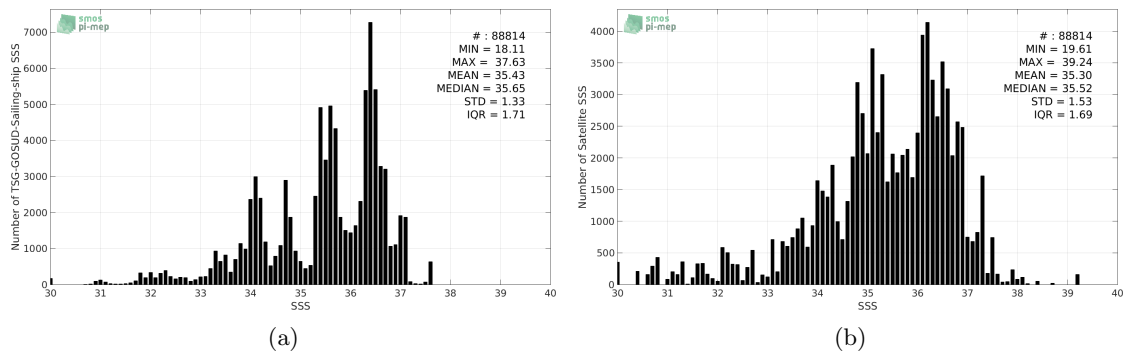 smos
pi-mep
# : 88814
MIN = 18.11
MAX = 37.63
MEAN = 35.43
MEDIAN = 35.65
STD = 1.33
IQR = 1.71
Number of TSG-GOSUD-Sailing-ship SSS
7000
6000
5000
4000
3000
2000
1000
0
30 31 32 33 34 35 36 37 38 39 40
SSS
(a)
smos
pi-mep
# : 88814
MIN = 19.61
MAX = 39.24
MEAN = 35.30
MEDIAN = 35.52
STD = 1.53
IQR = 1.69
Number of Satellite SSS
4000
3500
3000
2500
2000
1500
1000
500
0
30 31 32 33 34 35 36 37 38 39 40
SSS
(b)